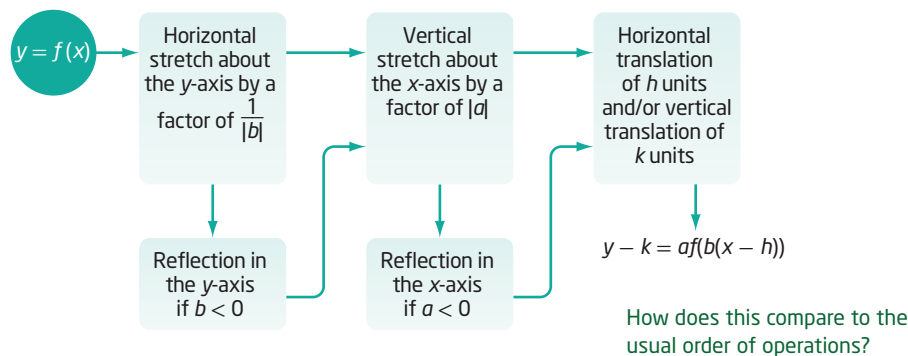 y = f(x)
Horizontal
stretch about
the y-axis by a
factor of 1/|b|
Vertical
stretch about
the x-axis by a
factor of |a|
Horizontal
translation
of h units
and/or vertical
translation of
k units
Reflection in
the y-axis
if b < 0
Reflection in
the x-axis
if a < 0
y − k = af(b(x − h))
How does this compare to the
usual order of operations?